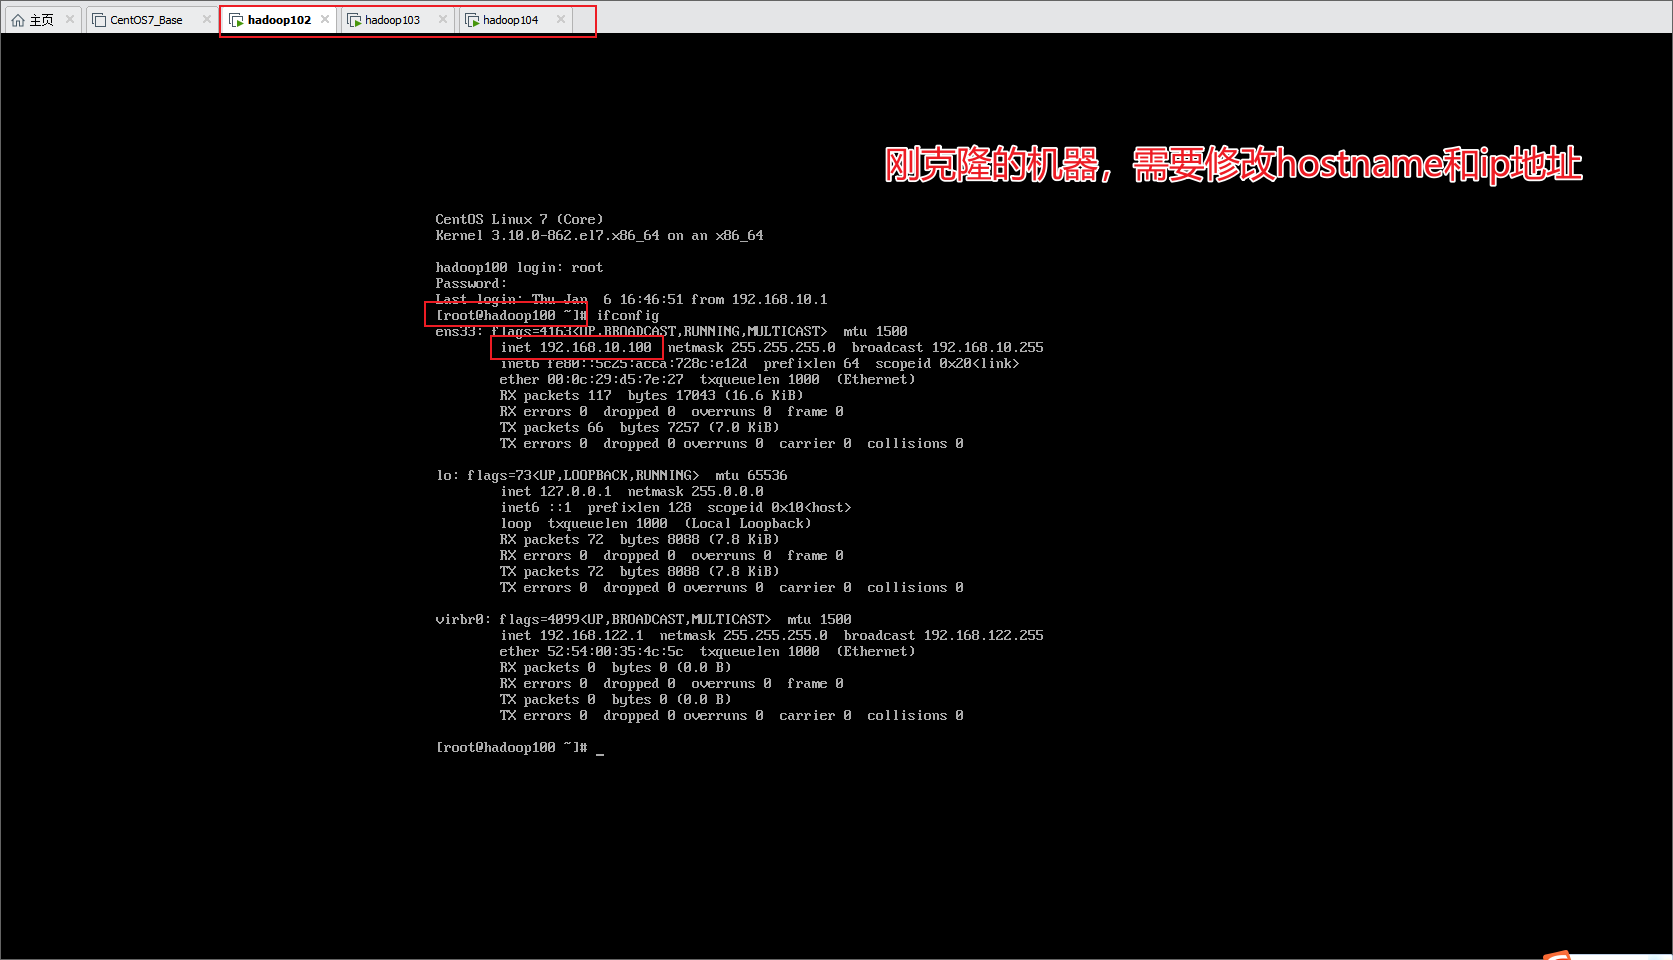 主页 CentOS7_Base hadoop102 hadoop103 hadoop104
刚克隆的机器，需要修改hostname和ip地址
CentOS Linux 7 (Core)
Kernel 3.10.0-862.el7.x86_64 on an x86_64
hadoop100 login: root
Password:
Last login: Thu Jan  6 16:46:51 from 192.168.10.1
[root@hadoop100 ~]# ifconfig
ens33: flags=4163<UP,BROADCAST,RUNNING,MULTICAST>  mtu 1500
inet 192.168.10.100  netmask 255.255.255.0  broadcast 192.168.10.255
inet6 fe80::5c25:acca:728c:e12d  prefixlen 64  scopeid 0x20<link>
ether 00:0c:29:d5:7e:27  txqueuelen 1000  (Ethernet)
RX packets 117  bytes 17043 (16.6 KiB)
RX errors 0  dropped 0  overruns 0  frame 0
TX packets 66  bytes 7257 (7.0 KiB)
TX errors 0  dropped 0 overruns 0  carrier 0  collisions 0
lo: flags=73<UP,LOOPBACK,RUNNING>  mtu 65536
inet 127.0.0.1  netmask 255.0.0.0
inet6 ::1  prefixlen 128  scopeid 0x10<host>
loop  txqueuelen 1000  (Local Loopback)
RX packets 72  bytes 8088 (7.8 KiB)
RX errors 0  dropped 0  overruns 0  frame 0
TX packets 72  bytes 8088 (7.8 KiB)
TX errors 0  dropped 0 overruns 0  carrier 0  collisions 0
virbr0: flags=4099<UP,BROADCAST,MULTICAST>  mtu 1500
inet 192.168.122.1  netmask 255.255.255.0  broadcast 192.168.122.255
ether 52:54:00:35:4c:5c  txqueuelen 1000  (Ethernet)
RX packets 0  bytes 0 (0.0 B)
RX errors 0  dropped 0  overruns 0  frame 0
TX packets 0  bytes 0 (0.0 B)
TX errors 0  dropped 0 overruns 0  carrier 0  collisions 0
[root@hadoop100 ~]# _